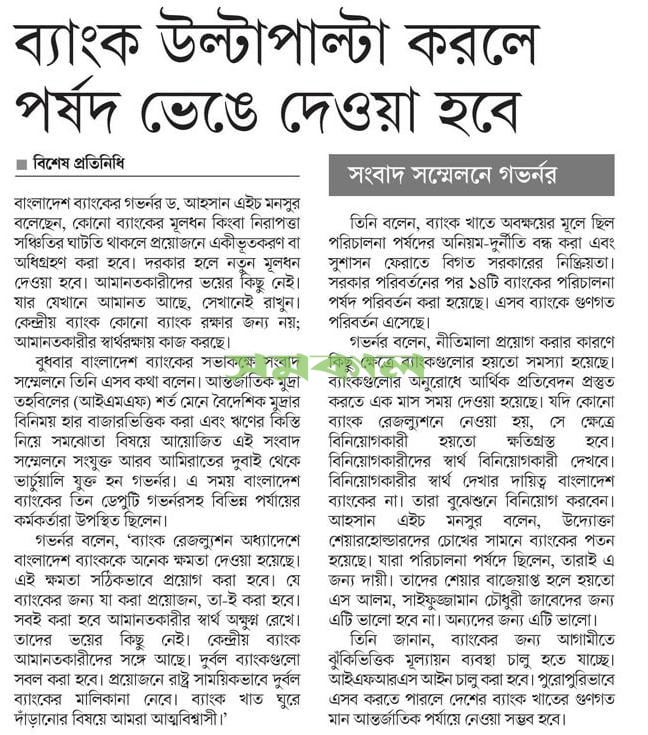 ব্যাংক উল্টাপাল্টা করলে
পর্ষদ ভেঙে দেওয়া হবে
বিশেষ প্রতিনিধি
বাংলাদেশ ব্যাংকের গভর্নর ড. আহসান এইচ মনসুর
বলেছেন, কোনো ব্যাংকের মূলধন কিংবা নিরাপত্তা
সঞ্চিতির ঘাটতি থাকলে প্রয়োজনে একীভূতকরণ বা
অধিগ্রহণ করা হবে। দরকার হলে নতুন মূলধন
দেওয়া হবে। আমানতকারীদের ভয়ের কিছু নেই।
যার যেখানে আমানত আছে, সেখানেই রাখুন।
কেন্দ্রীয় ব্যাংক কোনো ব্যাংক রক্ষার জন্য নয়;
আমানতকারীর স্বার্থরক্ষায় কাজ করছে।
বুধবার বাংলাদেশ ব্যাংকের সভাকক্ষে সংবাদ
সম্মেলনে তিনি এসব কথা বলেন। আন্তর্জাতিক মুদ্রা
তহবিলের (আইএমএফ) শর্ত মেনে বৈদেশিক মুদ্রার
বিনিময় হার বাজারভিত্তিক করা এবং ঋণের কিস্তি
নিয়ে সমঝোতা বিষয়ে আয়োজিত এই সংবাদ
সম্মেলনে সংযুক্ত আরব আমিরাতের দুবাই থেকে
ভার্চুয়ালি যুক্ত হন গভর্নর। এ সময় বাংলাদেশ
ব্যাংকের তিন ডেপুটি গভর্নরসহ বিভিন্ন পর্যায়ের
কর্মকর্তারা উপস্থিত ছিলেন।
গভর্নর বলেন, ‘ব্যাংক রেজল্যুশন অধ্যাদেশে
বাংলাদেশ ব্যাংককে অনেক ক্ষমতা দেওয়া হয়েছে।
এই ক্ষমতা সঠিকভাবে প্রয়োগ করা হবে। যে
ব্যাংকের জন্য যা করা প্রয়োজন, তা-ই করা হবে।
সবই করা হবে আমানতকারীর স্বার্থ অক্ষুণ্ন রেখে।
তাদের ভয়ের কিছু নেই। কেন্দ্রীয় ব্যাংক
আমানতকারীদের সঙ্গে আছে। দুর্বল ব্যাংকগুলো
সবল করা হবে। প্রয়োজনে রাষ্ট্র সাময়িকভাবে দুর্বল
ব্যাংকের মালিকানা নেবে। ব্যাংক খাত ঘুরে
দাঁড়ানোর বিষয়ে আমরা আত্মবিশ্বাসী।’
সংবাদ সম্মেলনে গভর্নর
তিনি বলেন, ব্যাংক খাতে অবক্ষয়ের মূলে ছিল
পরিচালনা পর্ষদের অনিয়ম-দুর্নীতি বন্ধ করা এবং
সুশাসন ফেরাতে বিগত সরকারের নিষ্ক্রিয়তা।
সরকার পরিবর্তনের পর ১৪টি ব্যাংকের পরিচালনা
পর্ষদ পরিবর্তন করা হয়েছে। এসব ব্যাংকে গুণগত
পরিবর্তন এসেছে।
গভর্নর বলেন, নীতিমালা প্রয়োগ করার কারণে
কিছু ক্ষেত্রে ব্যাংকগুলোর হয়তো সমস্যা হয়েছে।
ব্যাংকগুলোর অনুরোধে আর্থিক প্রতিবেদন প্রস্তুত
করতে এক মাস সময় দেওয়া হয়েছে। যদি কোনো
ব্যাংক রেজল্যুশনে নেওয়া হয়, সে ক্ষেত্রে
বিনিয়োগকারী হয়তো ক্ষতিগ্রস্ত হবে।
বিনিয়োগকারীদের স্বার্থ বিনিয়োগকারী দেখবে।
বিনিয়োগকারীর স্বার্থ দেখার দায়িত্ব বাংলাদেশ
ব্যাংকের না। তারা বুঝেশুনে বিনিয়োগ করবেন।
আহসান এইচ মনসুর বলেন, উদ্যোক্তা
শেয়ারহোল্ডারদের চোখের সামনে ব্যাংকের পতন
হয়েছে। যারা পরিচালনা পর্ষদে ছিলেন, তারাই এ
জন্য দায়ী। তাদের শেয়ার বাজেয়াপ্ত হলে হয়তো
এস আলম, সাইফুজ্জামান চৌধুরী জাবেদের জন্য
এটি ভালো হবে না। অন্যদের জন্য এটি ভালো।
তিনি জানান, ব্যাংকের জন্য আগামীতে
ঝুঁকিভিত্তিক মূল্যায়ন ব্যবস্থা চালু হতে যাচ্ছে।
আইএফআরএস আইন চালু করা হবে। পুরোপুরিভাবে
এসব করতে পারলে দেশের ব্যাংক খাতের গুণগত
মান আন্তর্জাতিক পর্যায়ে নেওয়া সম্ভব হবে।
সমকাল